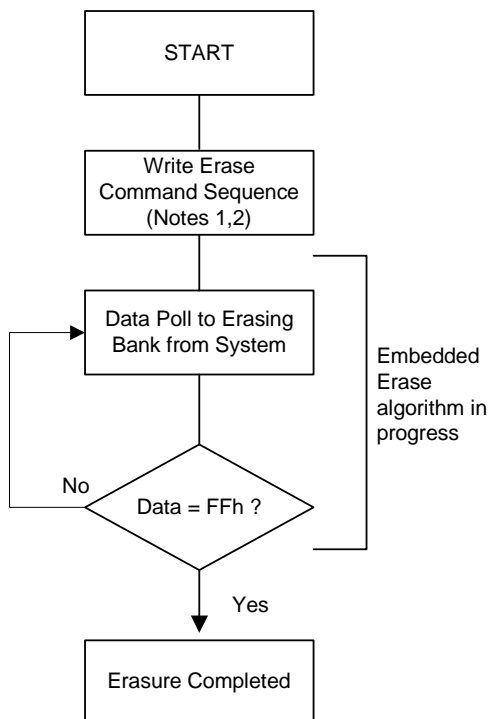 START
Write Erase
Command Sequence
(Notes 1,2)
Data Poll to Erasing
Bank from System
Embedded
Erase
algorithm in
progress
No
Data = FFh ?
Yes
Erasure Completed